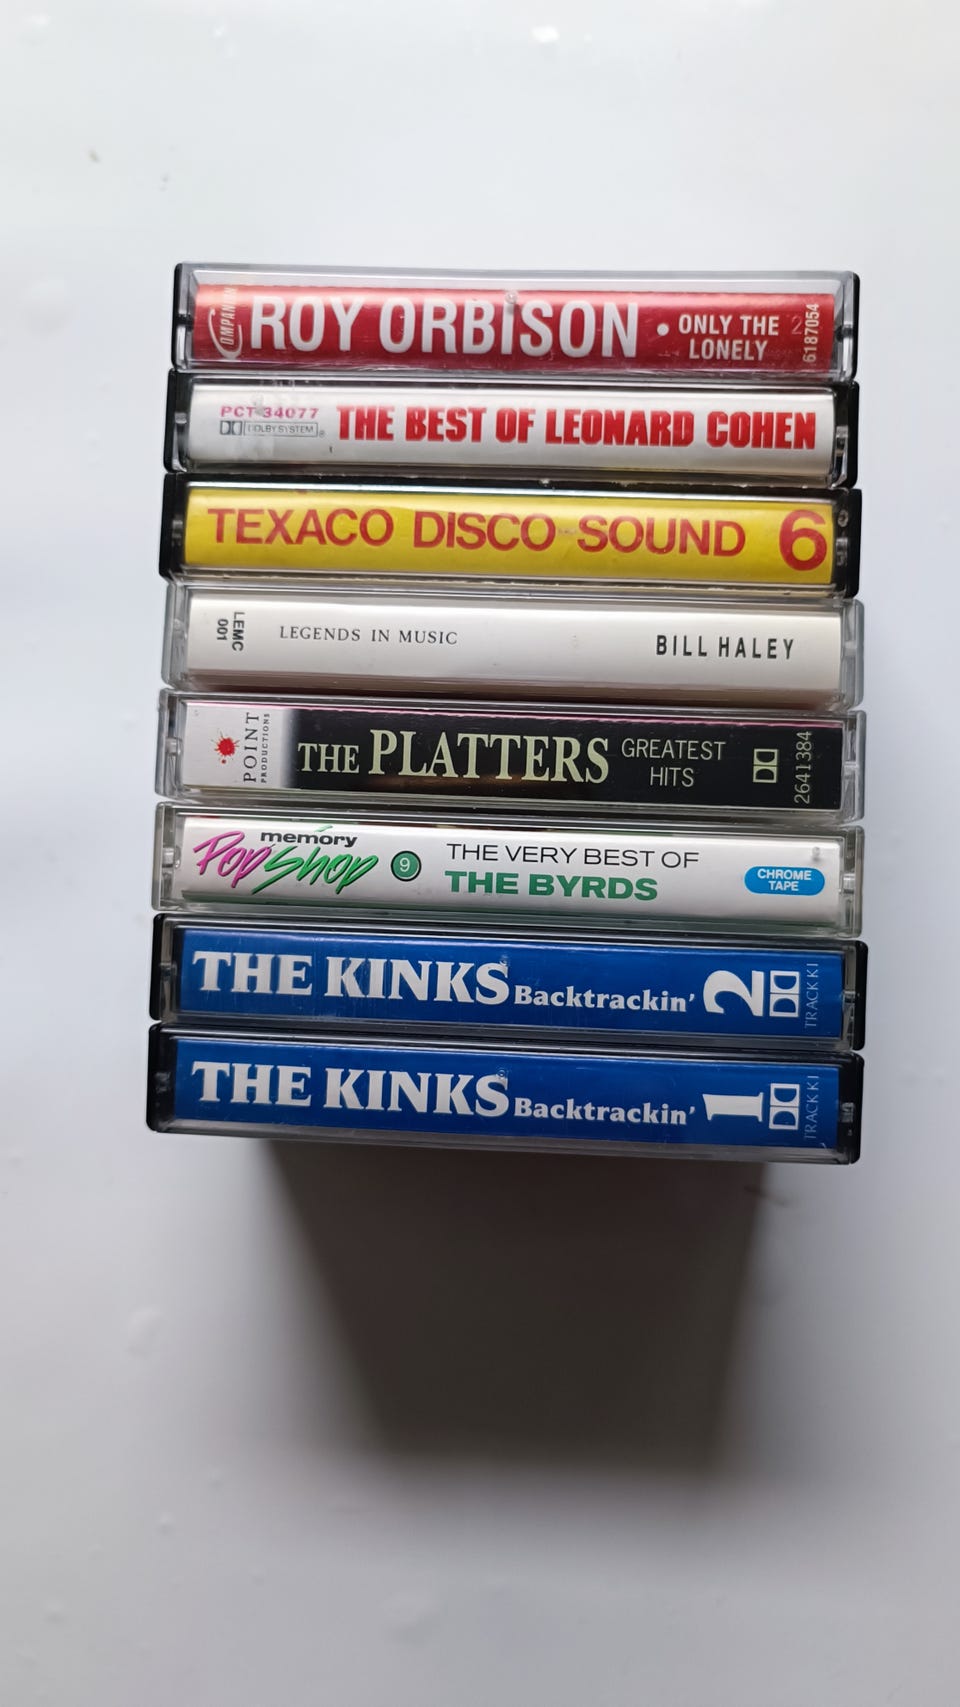 ROY ORBISON • ONLY THE
LONELY
6187054
PCT 34077
DOLBY SYSTEM ®
THE BEST OF LEONARD COHEN
TEXACO DISCO SOUND 6
LEMC
001
LEGENDS IN MUSIC
BILL HALEY
POINT
PRODUCTIONS
THE PLATTERS
GREATEST
HITS
2641384
memory
Pop Shop
9
THE VERY BEST OF
THE BYRDS
CHROME
TAPE
THE KINKS Backtrackin' 2
TRACK KI
THE KINKS Backtrackin' 1
TRACK KI